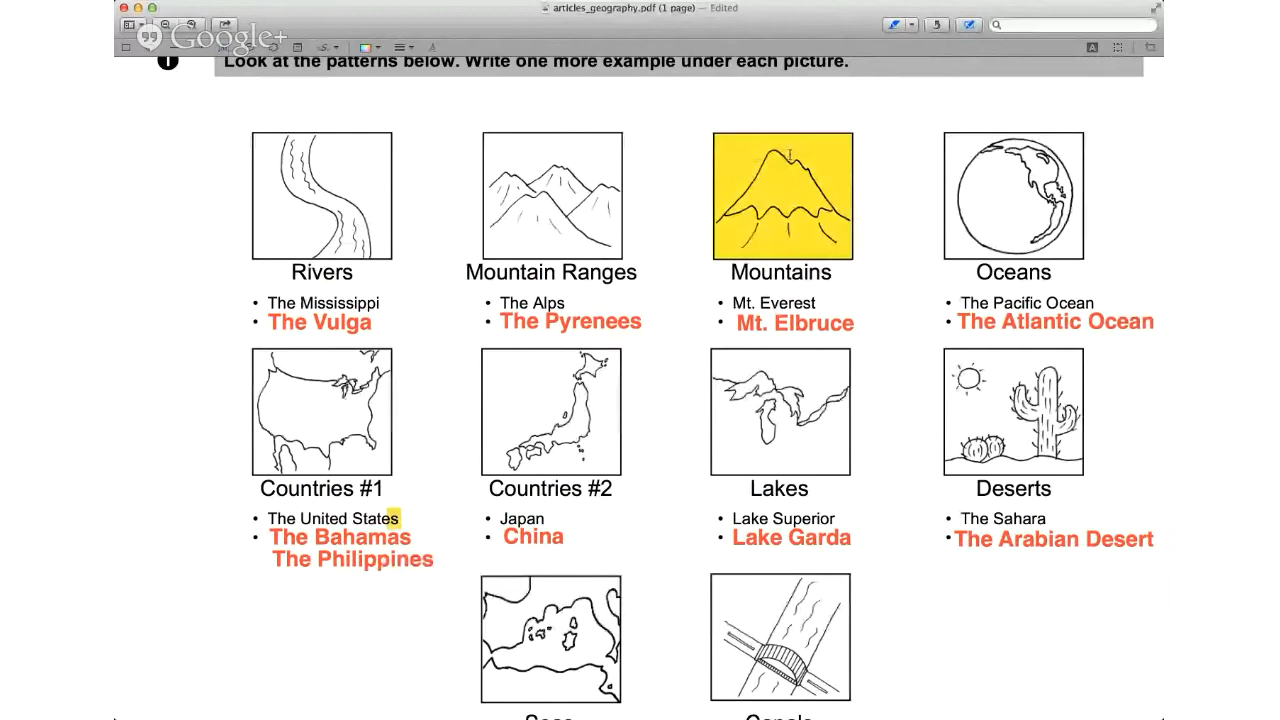 articles_geography.pdf (1 page) — Edited
Google+
Look at the patterns below. Write one more example under each picture.
Rivers
• The Mississippi
• The Vulga
Mountain Ranges
• The Alps
• The Pyrenees
Mountains
• Mt. Everest
• Mt. Elbruce
Oceans
• The Pacific Ocean
• The Atlantic Ocean
Countries #1
• The United States
• The Bahamas
The Philippines
Countries #2
• Japan
• China
Lakes
• Lake Superior
• Lake Garda
Deserts
• The Sahara
• The Arabian Desert